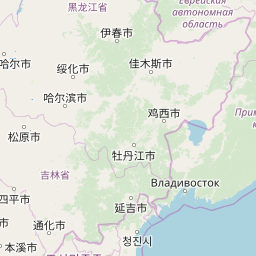 黑龙江省
Еврейская
автономная
область
伊春市
哈尔市
绥化市
佳木斯市
哈尔滨市
鸡西市
При
松原市
牡丹江市
吉林省
Владивосток
四平市
延吉市
通化市
청진시
本溪市